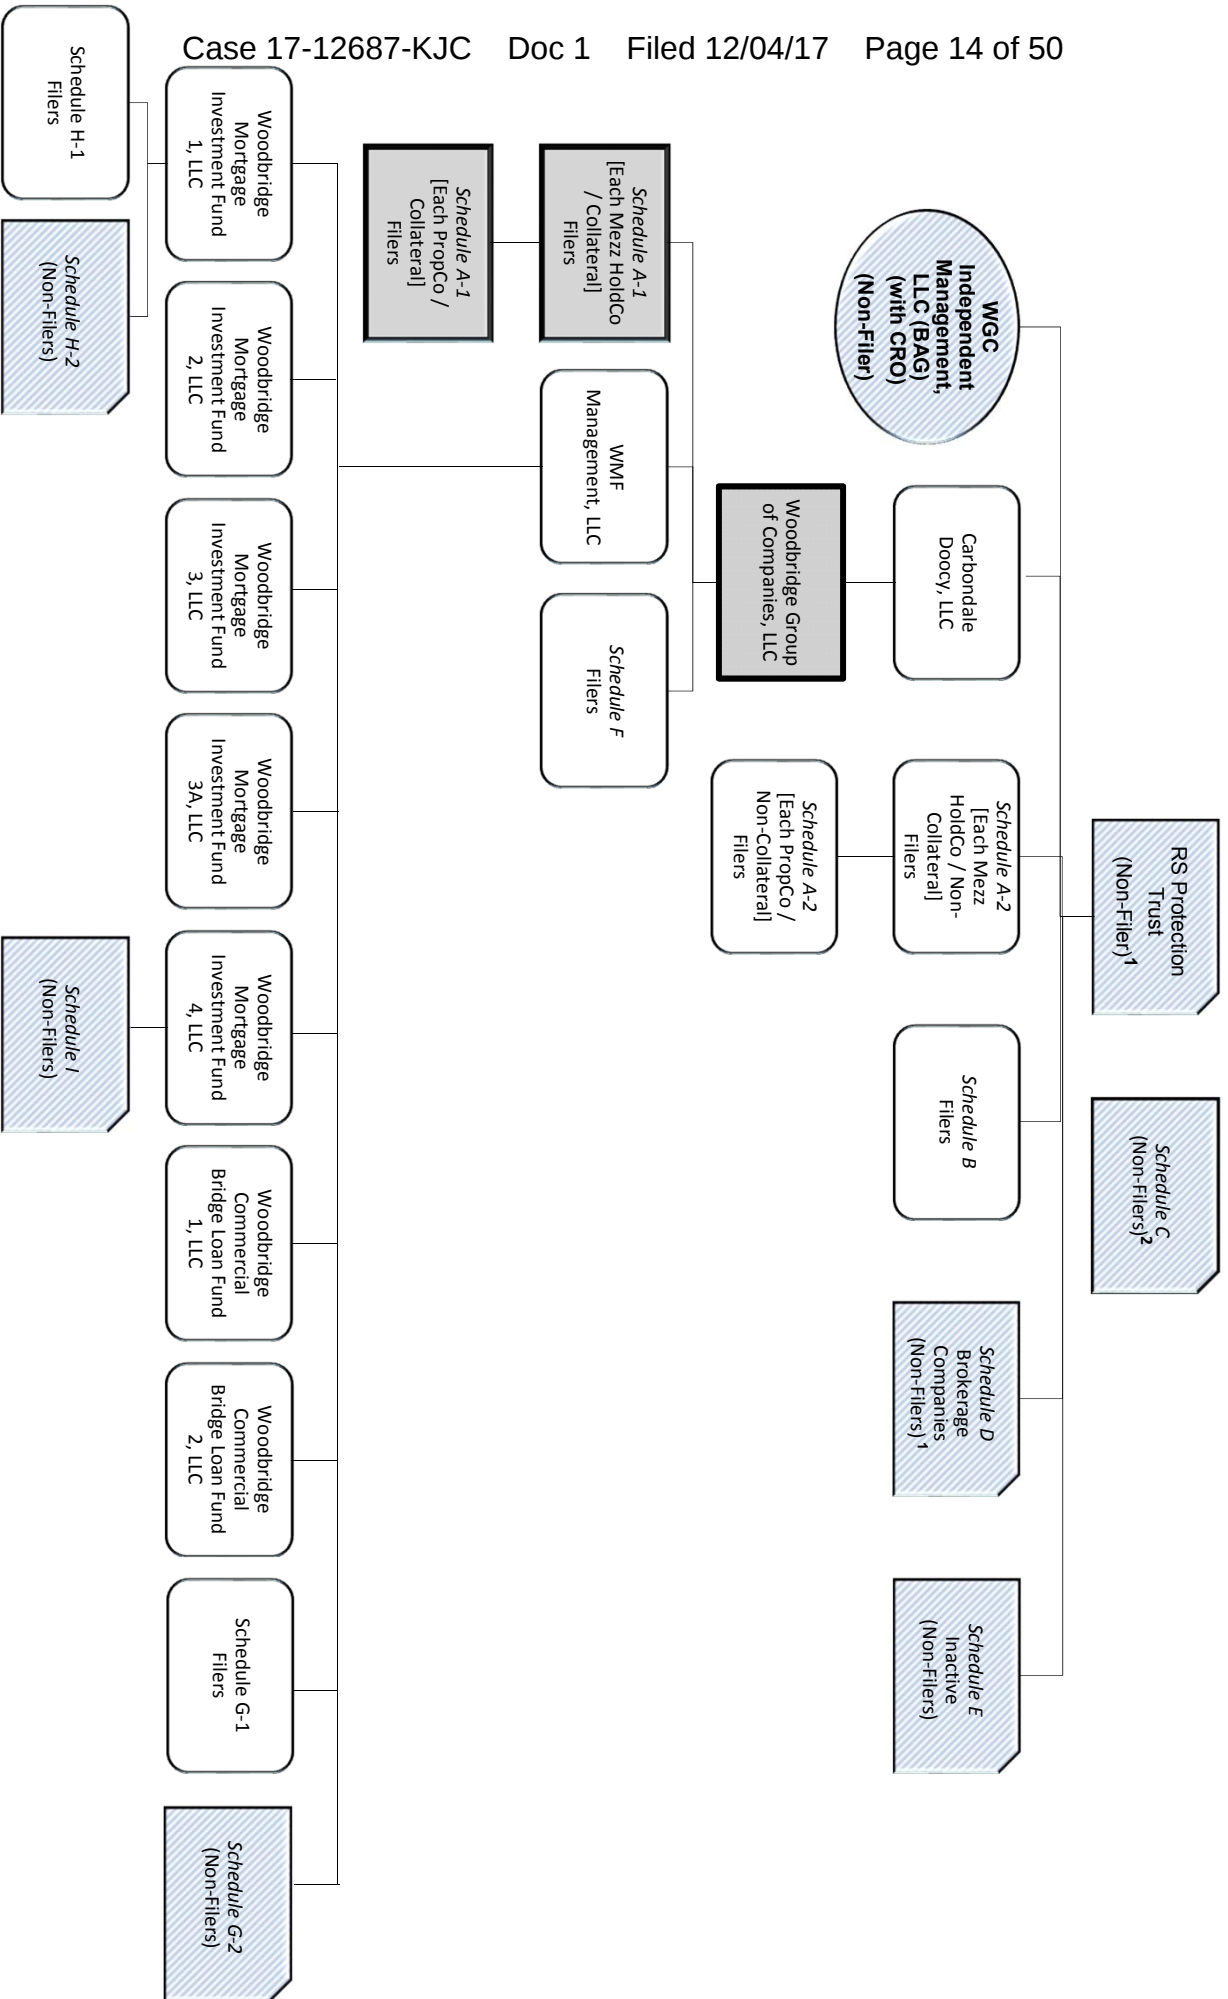 Case 17-12687-KJC Doc 1 Filed 12/04/17 Page 14 of 50
RS Protection
Trust
(Non-Filer)1
Schedule C
(Non-Filers)2
WGC
Independent
Management,
LLC (BAG)
(with CRO)
(Non-Filer)
Carbondale
Doocy, LLC
Schedule A-2
[Each Mezz
HoldCo / Non-
Collateral]
Filers
Schedule B
Filers
Schedule D
Brokerage
Companies
(Non-Filers)1
Schedule E
Inactive
(Non-Filers)
Woodbridge Group
of Companies, LLC
Schedule A-2
[Each PropCo /
Non-Collateral]
Filers
Schedule A-1
[Each Mezz HoldCo
/ Collateral]
Filers
WMF
Management, LLC
Schedule F
Filers
Schedule A-1
[Each PropCo /
Collateral]
Filers
Woodbridge
Mortgage
Investment Fund
1, LLC
Woodbridge
Mortgage
Investment Fund
2, LLC
Woodbridge
Mortgage
Investment Fund
3, LLC
Woodbridge
Mortgage
Investment Fund
3A, LLC
Woodbridge
Mortgage
Investment Fund
4, LLC
Woodbridge
Commercial
Bridge Loan Fund
1, LLC
Woodbridge
Commercial
Bridge Loan Fund
2, LLC
Schedule G-1
Filers
Schedule G-2
(Non-Filers)
Schedule H-1
Filers
Schedule H-2
(Non-Filers)
Schedule I
(Non-Filers)